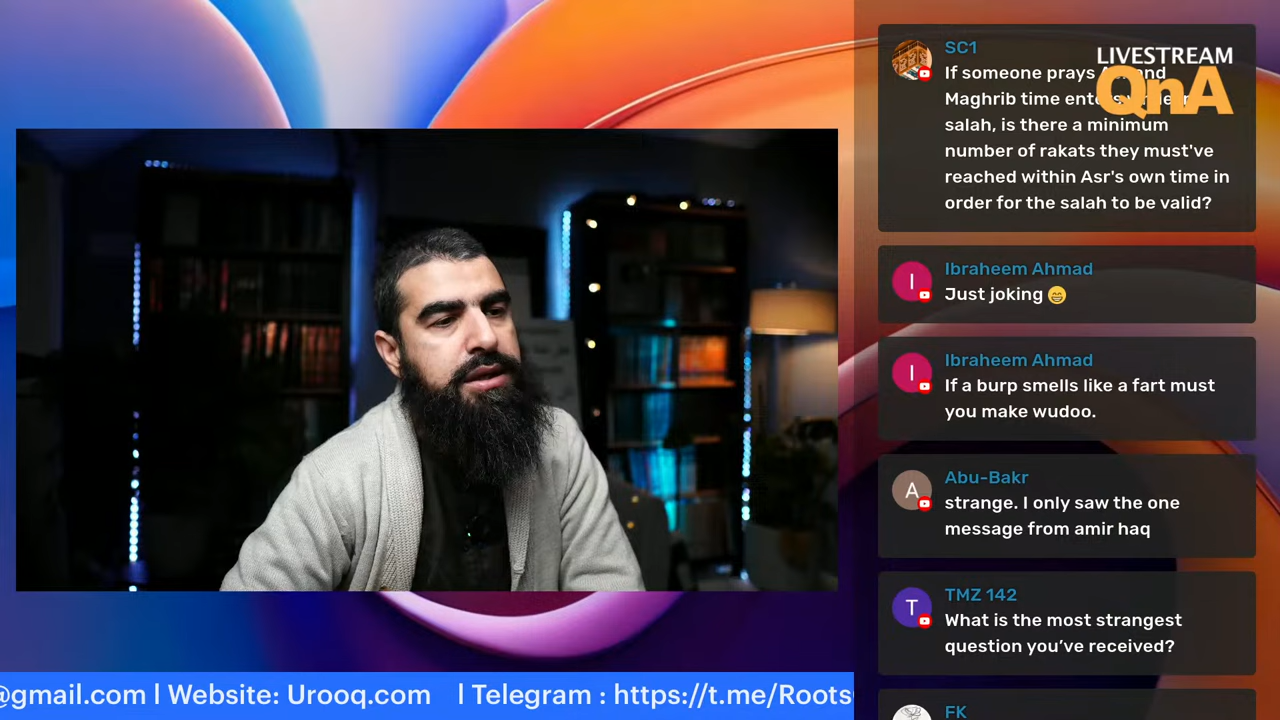 SC1
If someone prays and
Maghrib time
salah, is there a minimum
number of rakats they must've
reached within Asr's own time in
order for the salah to be valid?
LIVESTREAM
QnA
Ibraheem Ahmad
Just joking 😄
Ibraheem Ahmad
If a burp smells like a fart must
you make wudoo.
Abu-Bakr
strange. I only saw the one
message from amir haq
TMZ 142
What is the most strangest
question you’ve received?
FK
@gmail.com | Website: Urooq.com | Telegram : https://t.me/Roots